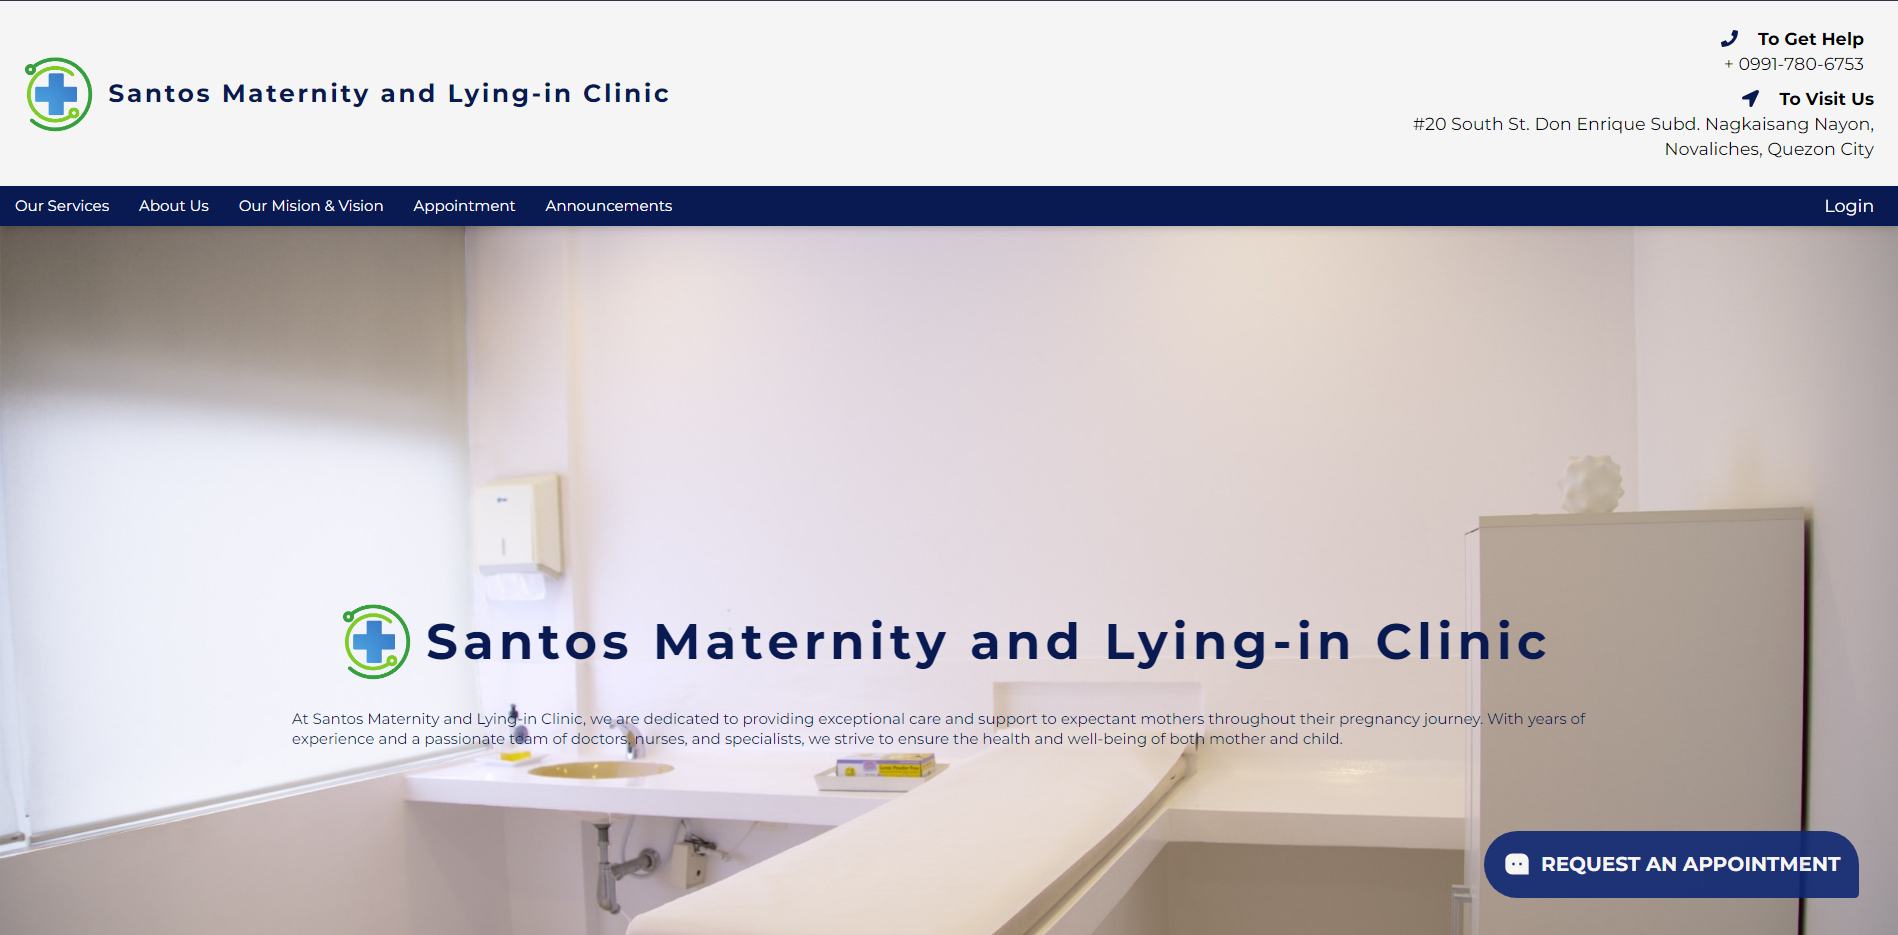 Santos Maternity and Lying-in Clinic
To Get Help
+ 0991-780-6753
To Visit Us
#20 South St. Don Enrique Subd. Nagkaisang Nayon,
Novaliches, Quezon City
Our Services About Us Our Mision & Vision Appointment Announcements Login
Santos Maternity and Lying-in Clinic
At Santos Maternity and Lying-in Clinic, we are dedicated to providing exceptional care and support to expectant mothers throughout their pregnancy journey. With years of
experience and a passionate team of doctors, nurses, and specialists, we strive to ensure the health and well-being of both mother and child.
REQUEST AN APPOINTMENT